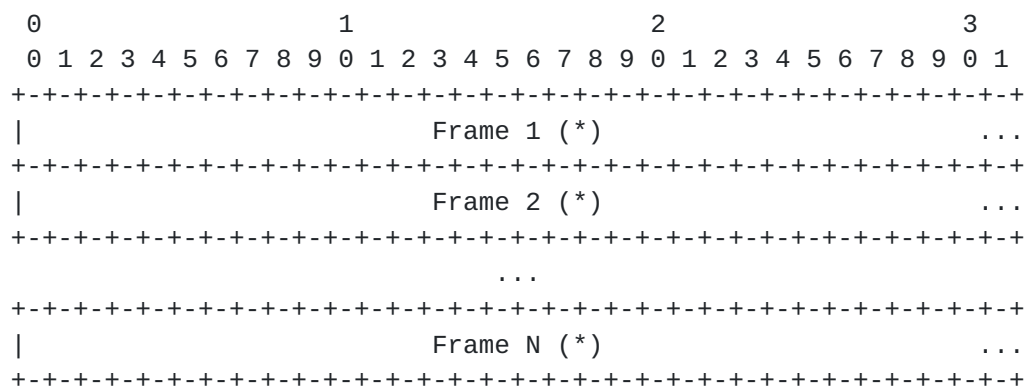 0                   1                   2                   3
 0 1 2 3 4 5 6 7 8 9 0 1 2 3 4 5 6 7 8 9 0 1 2 3 4 5 6 7 8 9 0 1
+-+-+-+-+-+-+-+-+-+-+-+-+-+-+-+-+-+-+-+-+-+-+-+-+-+-+-+-+-+-+-+-+
|                          Frame 1 (*)                        ...
+-+-+-+-+-+-+-+-+-+-+-+-+-+-+-+-+-+-+-+-+-+-+-+-+-+-+-+-+-+-+-+-+
|                          Frame 2 (*)                        ...
+-+-+-+-+-+-+-+-+-+-+-+-+-+-+-+-+-+-+-+-+-+-+-+-+-+-+-+-+-+-+-+-+
                               ...
+-+-+-+-+-+-+-+-+-+-+-+-+-+-+-+-+-+-+-+-+-+-+-+-+-+-+-+-+-+-+-+-+
|                          Frame N (*)                        ...
+-+-+-+-+-+-+-+-+-+-+-+-+-+-+-+-+-+-+-+-+-+-+-+-+-+-+-+-+-+-+-+-+